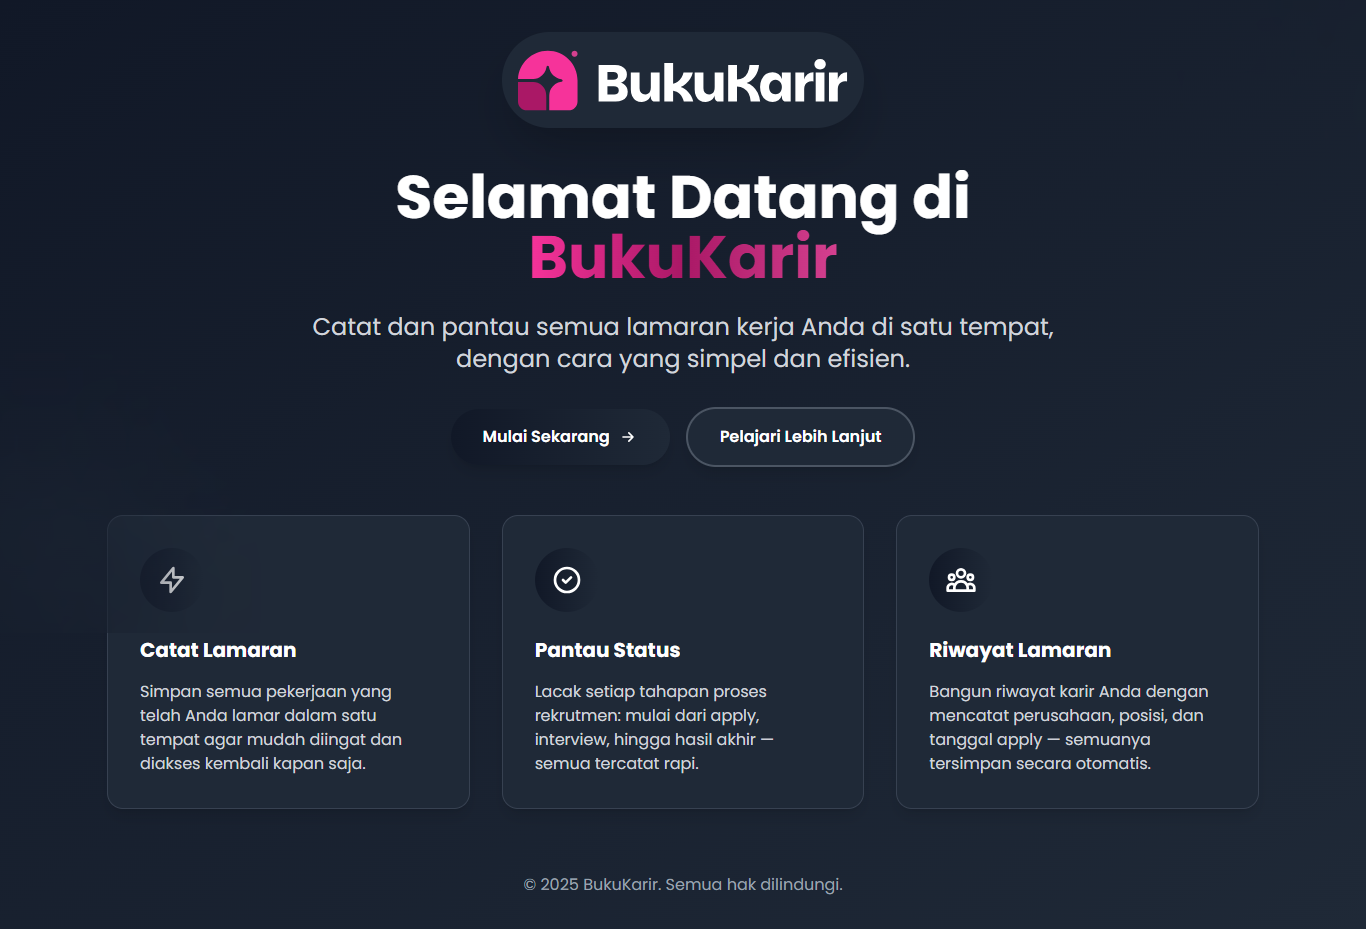 BukuKarir
Selamat Datang di
BukuKarir
Catat dan pantau semua lamaran kerja Anda di satu tempat,
dengan cara yang simpel dan efisien.
Mulai Sekarang →
Pelajari Lebih Lanjut
Catat Lamaran
Simpan semua pekerjaan yang
telah Anda lamar dalam satu
tempat agar mudah diingat dan
diakses kembali kapan saja.
Pantau Status
Lacak setiap tahapan proses
rekrutmen: mulai dari apply,
interview, hingga hasil akhir —
semua tercatat rapi.
Riwayat Lamaran
Bangun riwayat karir Anda dengan
mencatat perusahaan, posisi, dan
tanggal apply — semuanya
tersimpan secara otomatis.
© 2025 BukuKarir. Semua hak dilindungi.